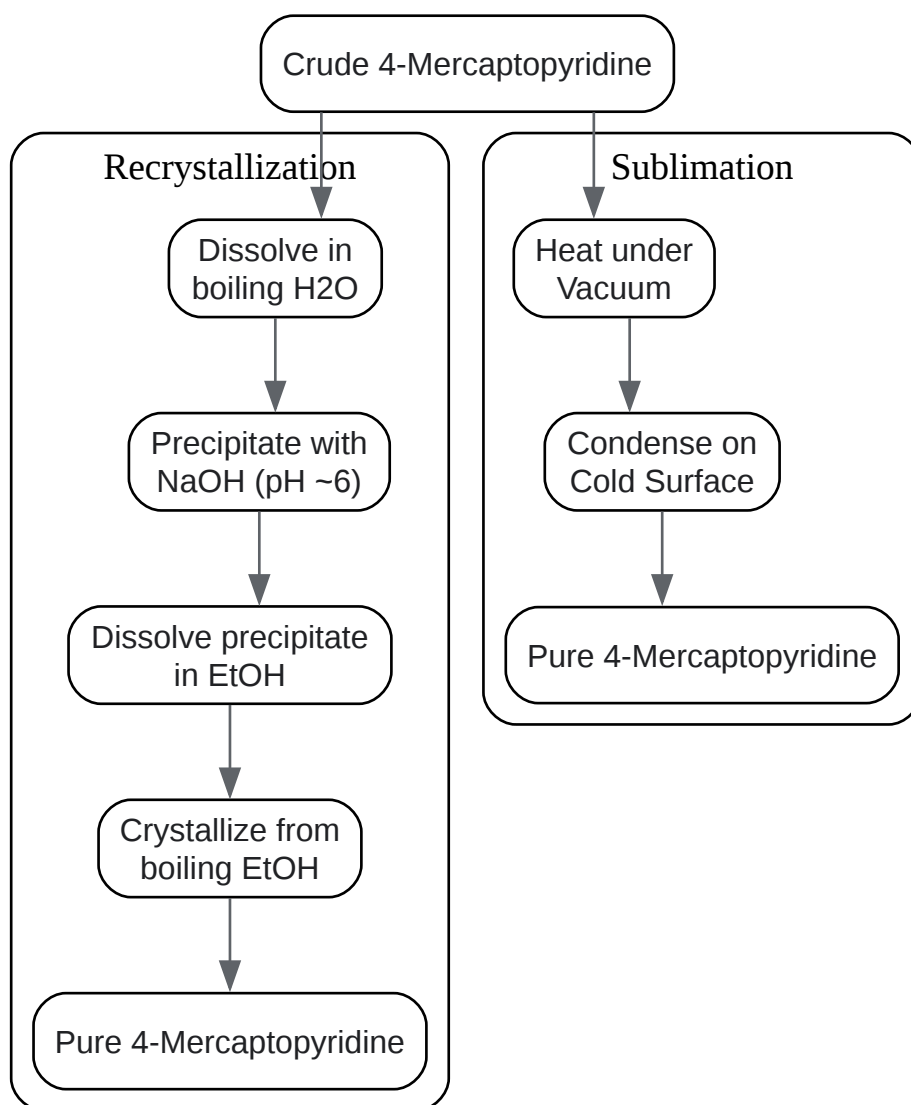 Crude 4-Mercaptopyridine
Recrystallization
Dissolve in
boiling H2O
Precipitate with
NaOH (pH ~6)
Dissolve precipitate
in EtOH
Crystallize from
boiling EtOH
Pure 4-Mercaptopyridine
Sublimation
Heat under
Vacuum
Condense on
Cold Surface
Pure 4-Mercaptopyridine